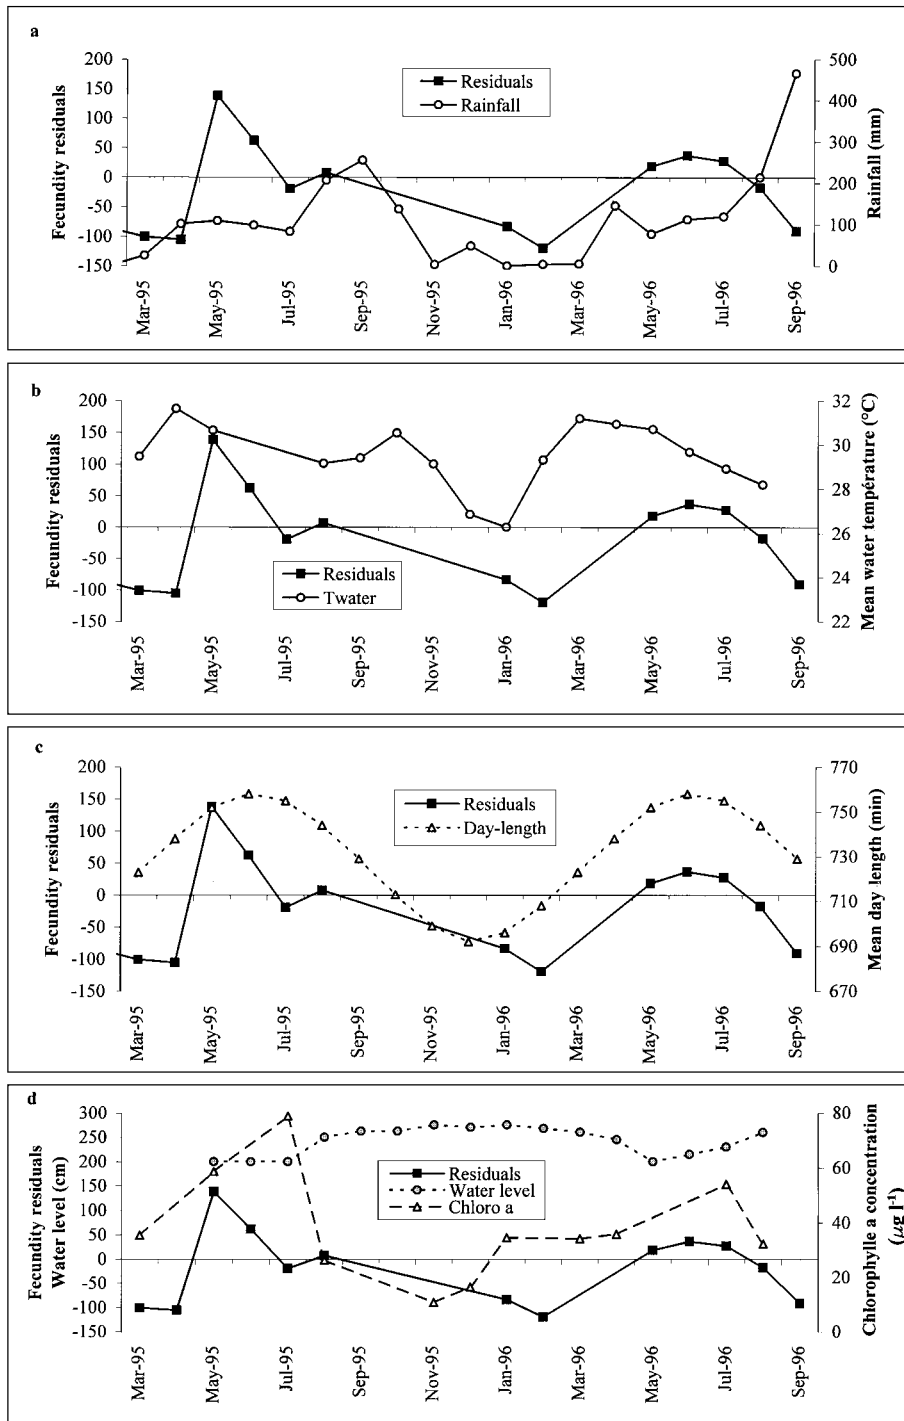 a
Fecundity residuals
200
150
100
50
0
-50
-100
-150
Residuals
Rainfall
500
400
300
200
100
0
Rainfall (mm)
Mar-95
May-95
Jul-95
Sep-95
Nov-95
Jan-96
Mar-96
May-96
Jul-96
Sep-96
b
Fecundity residuals
200
150
100
50
0
-50
-100
-150
Residuals
Twater
32
30
28
26
24
22
Mean water température (°C)
Mar-95
May-95
Jul-95
Sep-95
Nov-95
Jan-96
Mar-96
May-96
Jul-96
Sep-96
c
Fecundity residuals
200
150
100
50
0
-50
-100
-150
Residuals
Day-length
770
750
730
710
690
670
Mean day length (min)
Mar-95
May-95
Jul-95
Sep-95
Nov-95
Jan-96
Mar-96
May-96
Jul-96
Sep-96
d
Fecundity residuals
Water level (cm)
300
250
200
150
100
50
0
-50
-100
-150
Residuals
Water level
Chloro a
80
60
40
20
0
Chlorophylle a concentration
(µg l-1)
Mar-95
May-95
Jul-95
Sep-95
Nov-95
Jan-96
Mar-96
May-96
Jul-96
Sep-96